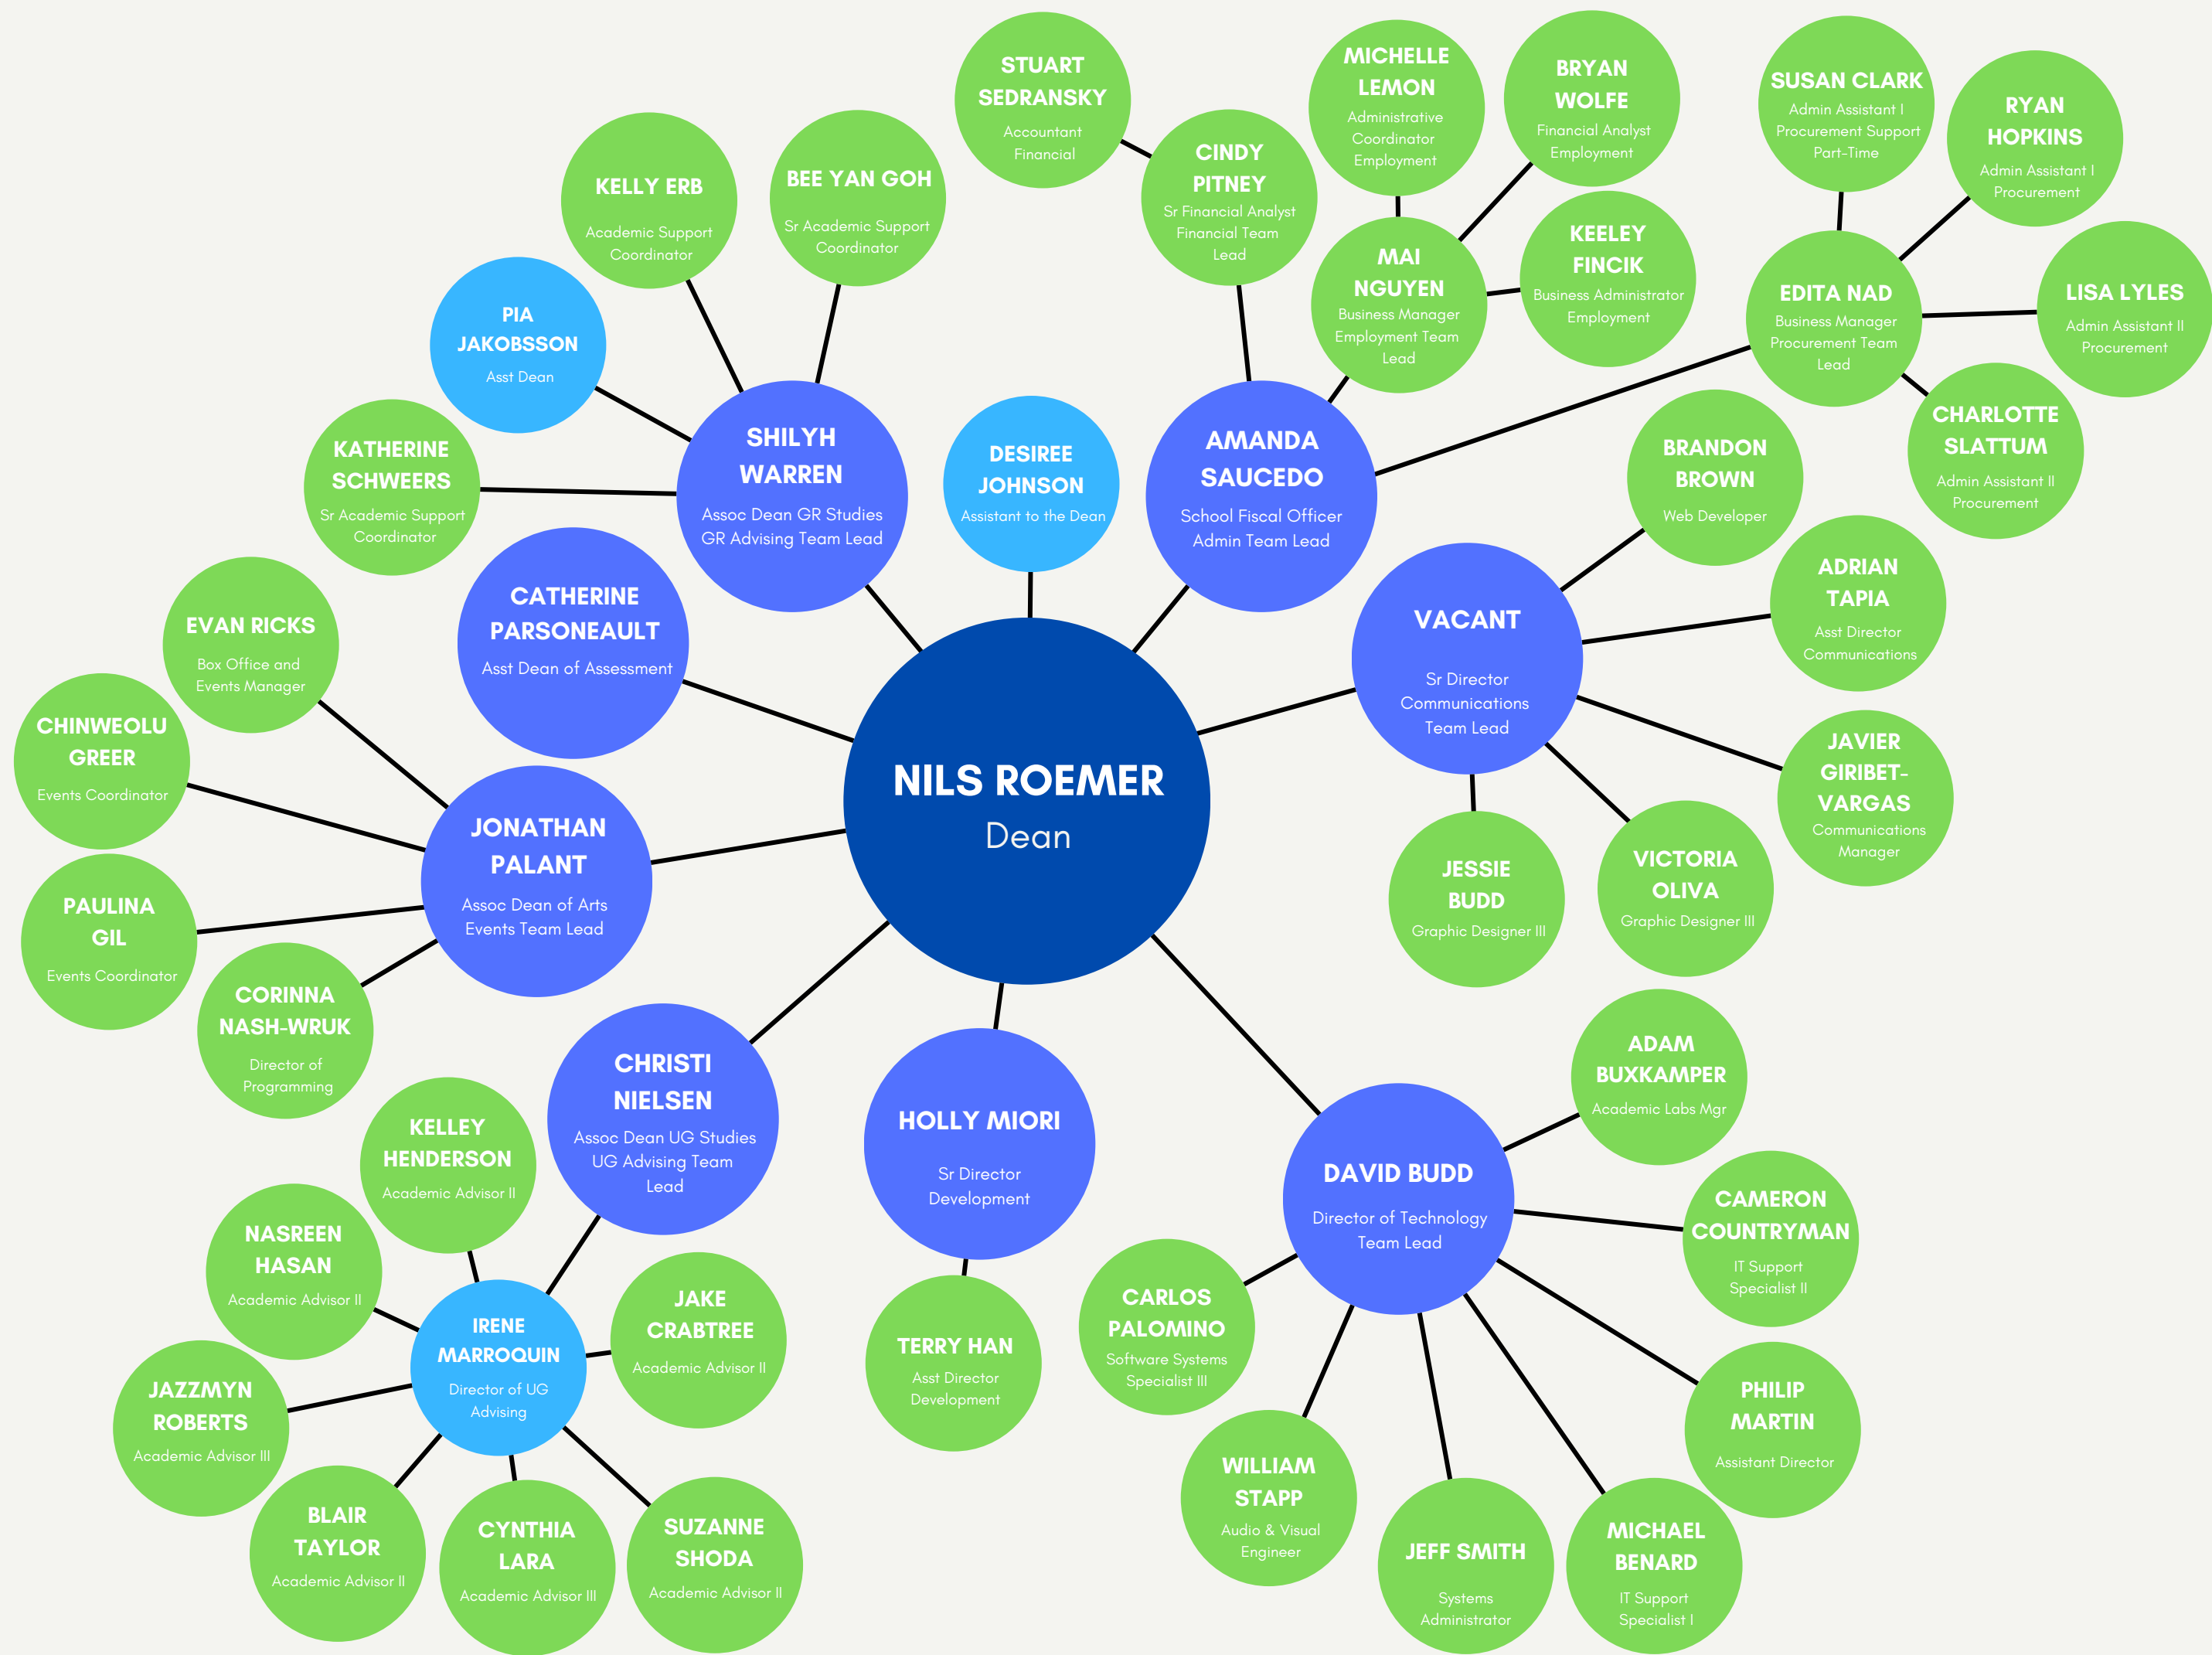 STUART
SEDRANSKY
Accountant
Financial
MICHELLE
LEMON
Administrative
Coordinator
Employment
BRYAN
WOLFE
Financial Analyst
Employment
SUSAN CLARK
Admin Assistant I
Procurement Support
Part-Time
RYAN
HOPKINS
Admin Assistant I
Procurement
KELLY ERB
Academic Support
Coordinator
BEE YAN GOH
Sr Academic Support
Coordinator
CINDY
PITNEY
Sr Financial Analyst
Financial Team
Lead
MAI
NGUYEN
Business Manager
Employment Team
Lead
KEELEY
FINCIK
Business Administrator
Employment
EDITA NAD
Business Manager
Procurement Team
Lead
LISA LYLES
Admin Assistant II
Procurement
PIA
JAKOBSSON
Asst Dean
KATHERINE
SCHWEERS
Sr Academic Support
Coordinator
SHILYH
WARREN
Assoc Dean GR Studies
GR Advising Team Lead
DESIREE
JOHNSON
Assistant to the Dean
AMANDA
SAUCEDO
School Fiscal Officer
Admin Team Lead
BRANDON
BROWN
Web Developer
CHARLOTTE
SLATTUM
Admin Assistant II
Procurement
EVAN RICKS
Box Office and
Events Manager
CATHERINE
PARSONEAULT
Asst Dean of Assessment
VACANT
Sr Director
Communications
Team Lead
ADRIAN
TAPIA
Asst Director
Communications
CHINWEOLU
GREER
Events Coordinator
JONATHAN
PALANT
Assoc Dean of Arts
Events Team Lead
NILS ROEMER
Dean
JAVIER
GIRIBET-
VARGAS
Communications
Manager
JESSIE
BUDD
Graphic Designer III
VICTORIA
OLIVA
Graphic Designer III
PAULINA
GIL
Events Coordinator
CORINNA
NASH-WRUK
Director of
Programming
CHRISTI
NIELSEN
Assoc Dean UG Studies
UG Advising Team
Lead
HOLLY MIORI
Sr Director
Development
ADAM
BUXKAMPER
Academic Labs Mgr
KELLEY
HENDERSON
Academic Advisor II
DAVID BUDD
Director of Technology
Team Lead
CAMERON
COUNTRYMAN
IT Support
Specialist II
NASREEN
HASAN
Academic Advisor II
IRENE
MARROQUIN
Director of UG
Advising
JAKE
CRABTREE
Academic Advisor II
TERRY HAN
Asst Director
Development
CARLOS
PALOMINO
Software Systems
Specialist III
JAZZMYN
ROBERTS
Academic Advisor III
PHILIP
MARTIN
Assistant Director
WILLIAM
STAPP
Audio & Visual
Engineer
BLAIR
TAYLOR
Academic Advisor II
CYNTHIA
LARA
Academic Advisor III
SUZANNE
SHODA
Academic Advisor II
JEFF SMITH
Systems
Administrator
MICHAEL
BENARD
IT Support
Specialist I